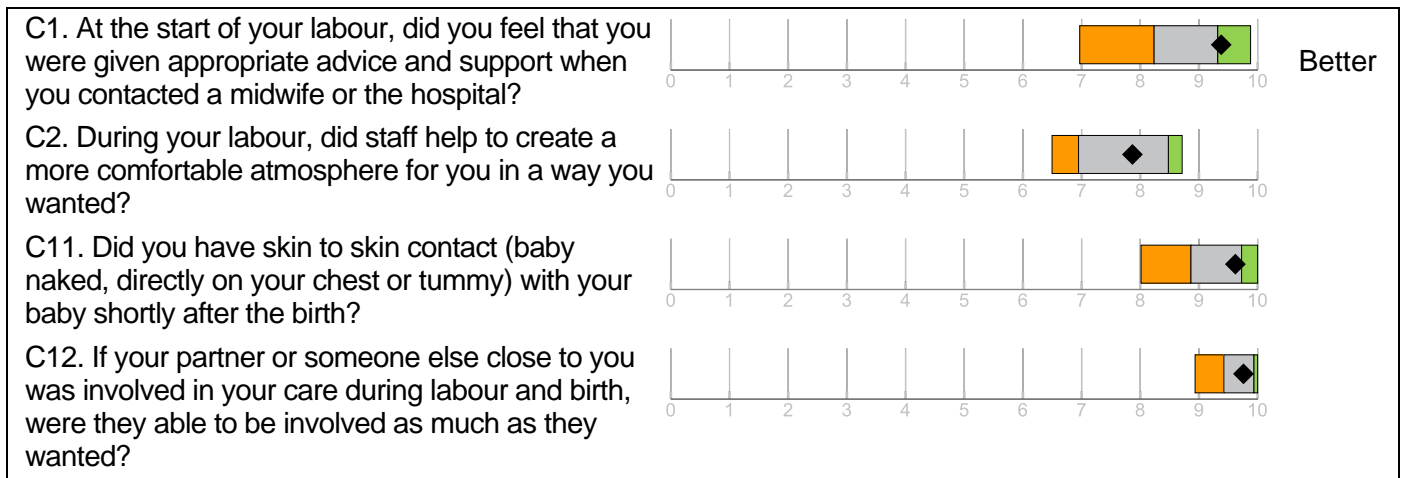 C1. At the start of your labour, did you feel that you
were given appropriate advice and support when
you contacted a midwife or the hospital?
0 1 2 3 4 5 6 7 8 9 10
Better
C2. During your labour, did staff help to create a
more comfortable atmosphere for you in a way you
wanted?
0 1 2 3 4 5 6 7 8 9 10
C11. Did you have skin to skin contact (baby
naked, directly on your chest or tummy) with your
baby shortly after the birth?
0 1 2 3 4 5 6 7 8 9 10
C12. If your partner or someone else close to you
was involved in your care during labour and birth,
were they able to be involved as much as they
wanted?
0 1 2 3 4 5 6 7 8 9 10